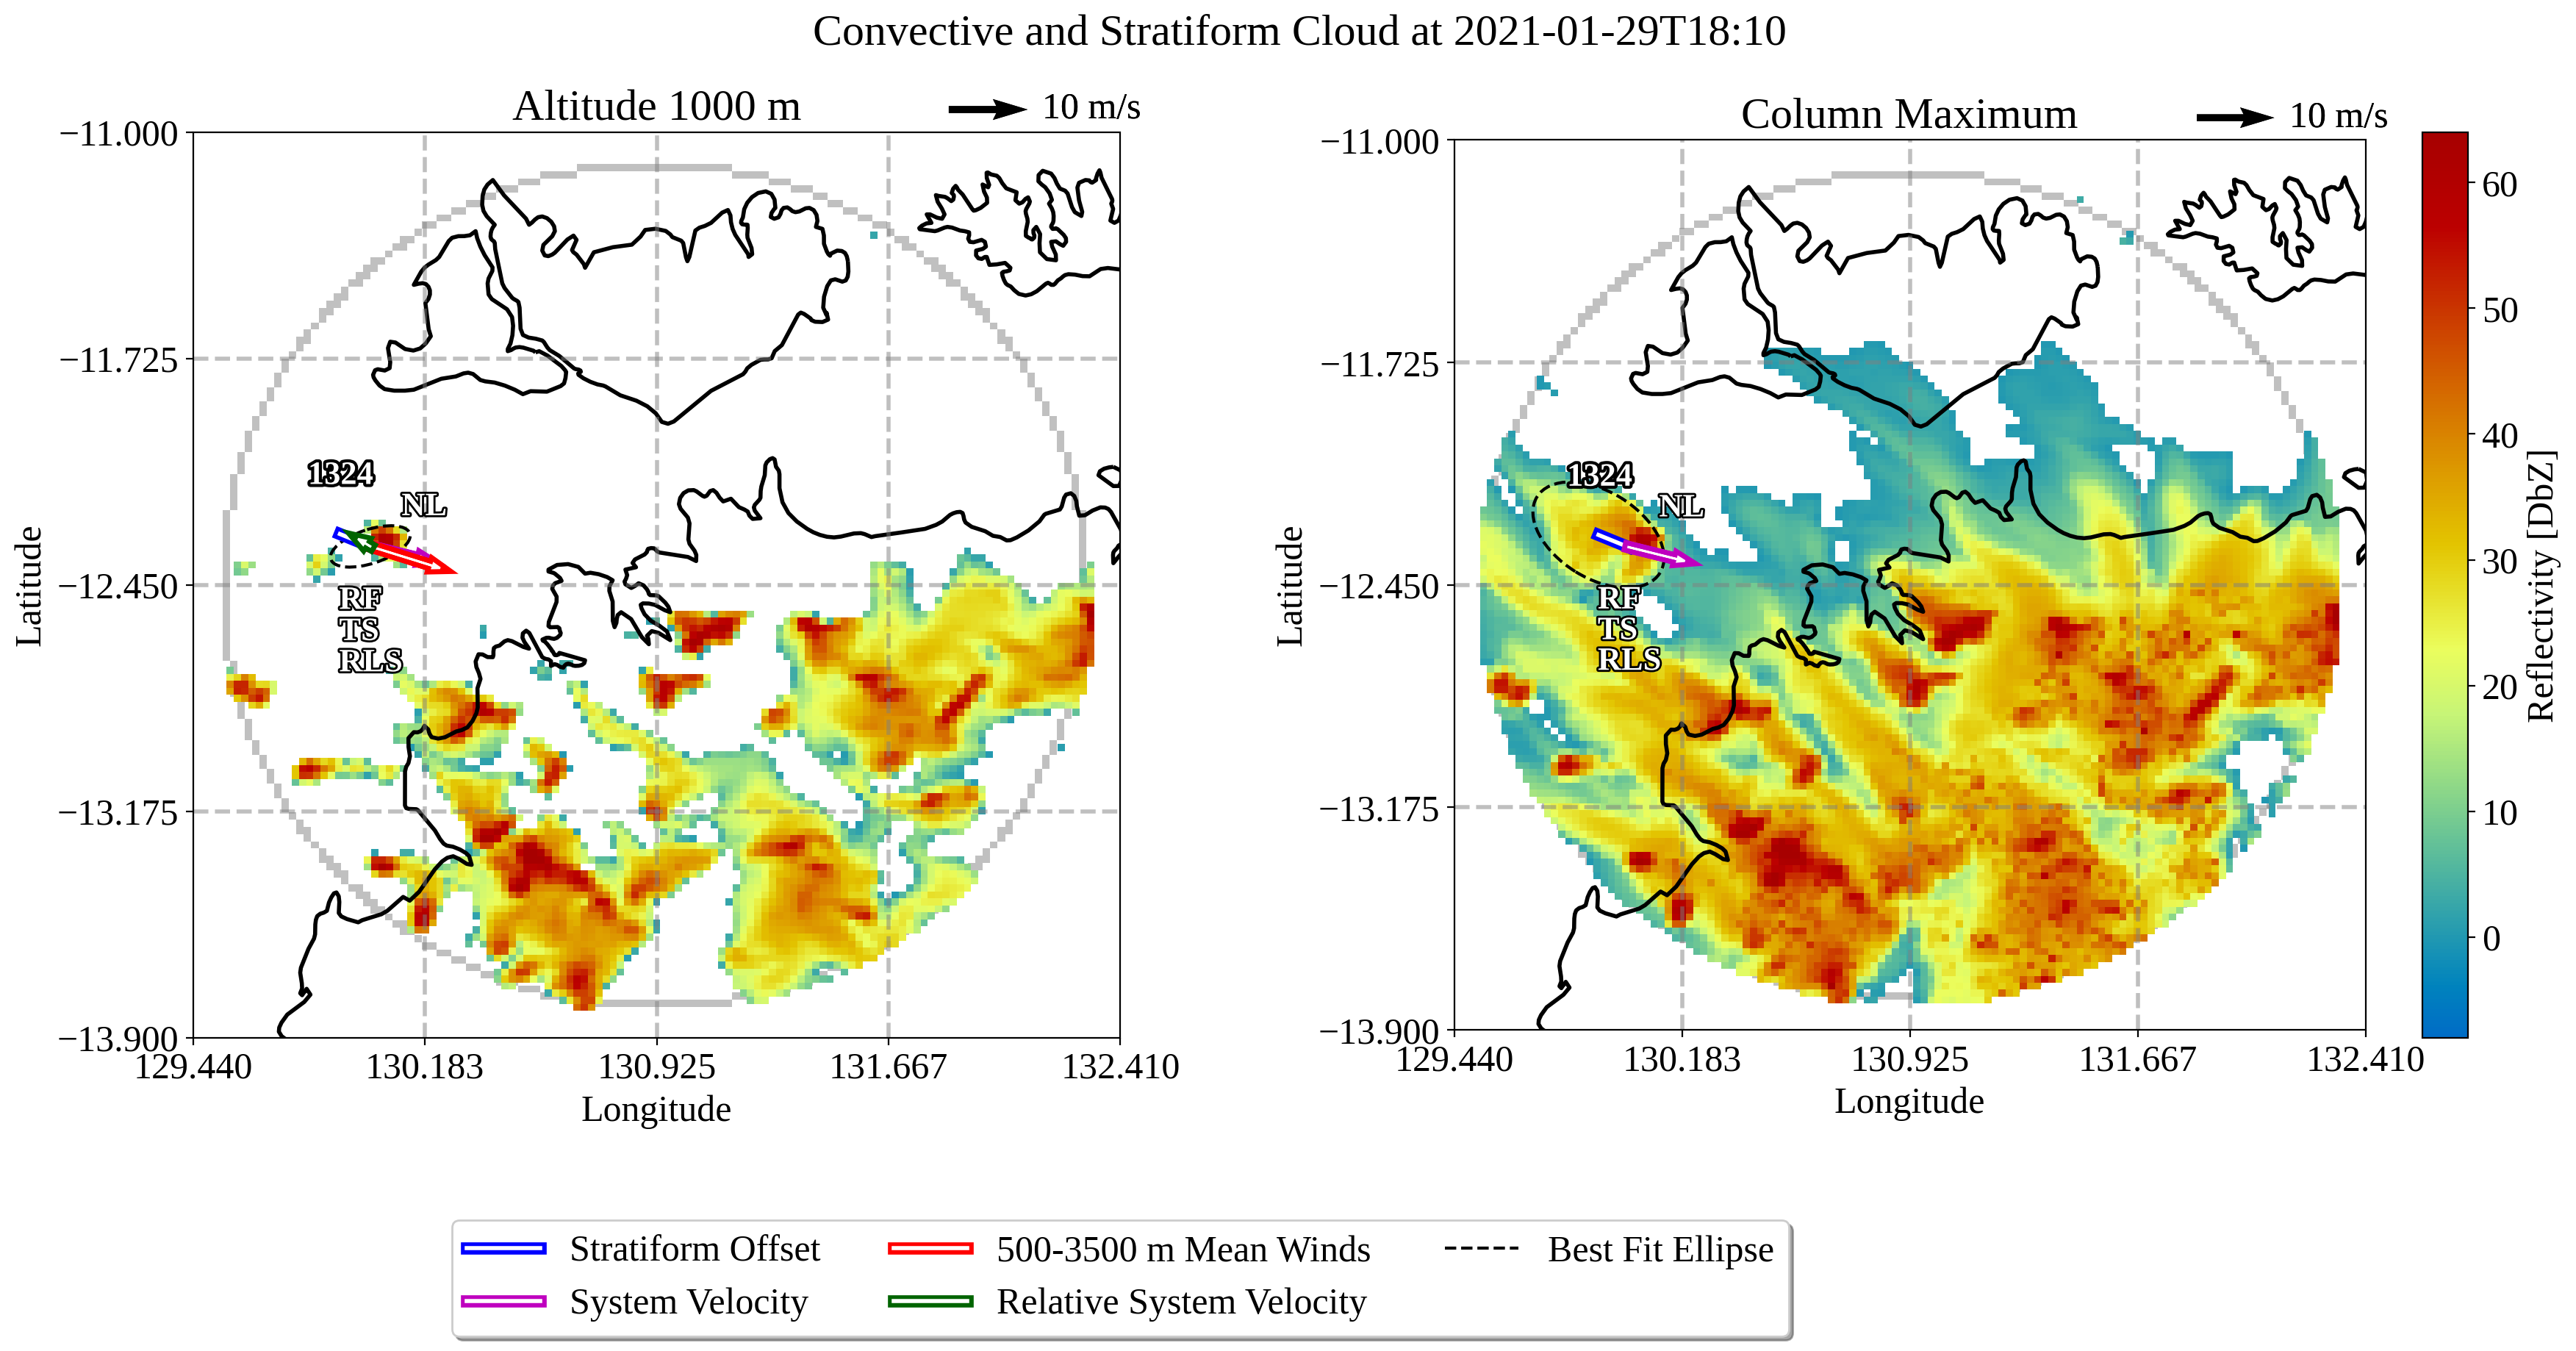 Convective and Stratiform Cloud at 2021-01-29T18:10
Altitude 1000 m
10 m/s
Latitude
−11.000
−11.725
−12.450
−13.175
−13.900
1324
NL
RF
TS
RLS
129.440
130.183
130.925
131.667
132.410
Longitude
Column Maximum
10 m/s
Latitude
−11.000
−11.725
−12.450
−13.175
−13.900
1324
NL
RF
TS
RLS
129.440
130.183
130.925
131.667
132.410
Longitude
60
50
40
30
20
10
0
Reflectivity [DbZ]
Stratiform Offset
System Velocity
500-3500 m Mean Winds
Relative System Velocity
Best Fit Ellipse